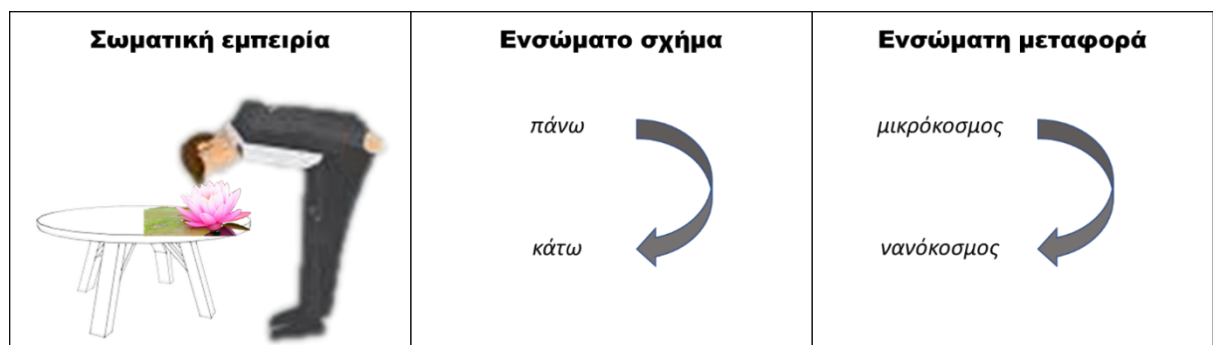 Σωματική εμπειρία
Ενσώματο σχήμα
πάνω
κάτω
Ενσώματη μεταφορά
μικρόκοσμος
νανόκοσμος